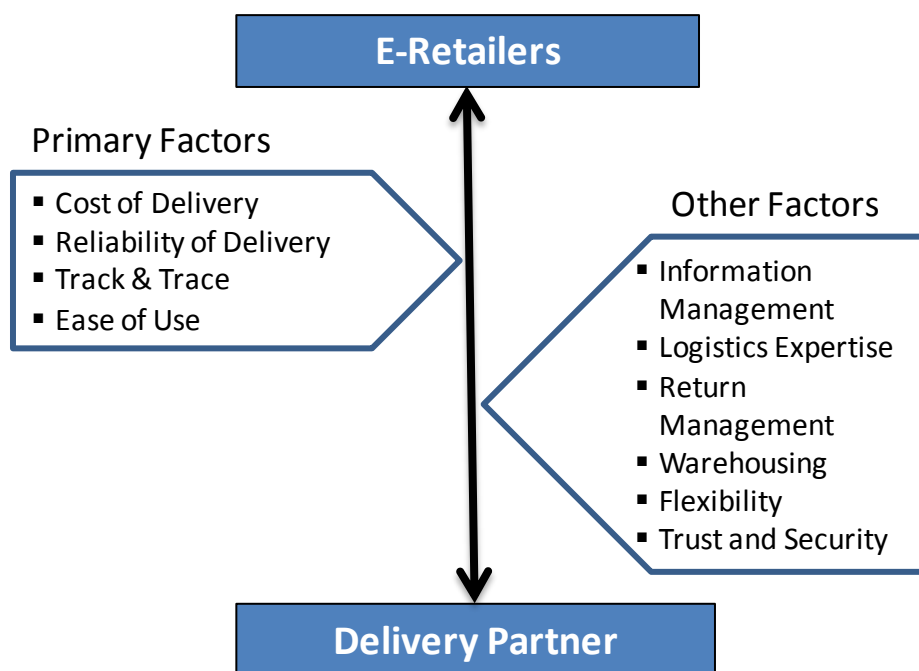 E-Retailers
Primary Factors
▪ Cost of Delivery
▪ Reliability of Delivery
▪ Track & Trace
▪ Ease of Use
Other Factors
▪ Information
Management
▪ Logistics Expertise
▪ Return
Management
▪ Warehousing
▪ Flexibility
▪ Trust and Security
Delivery Partner